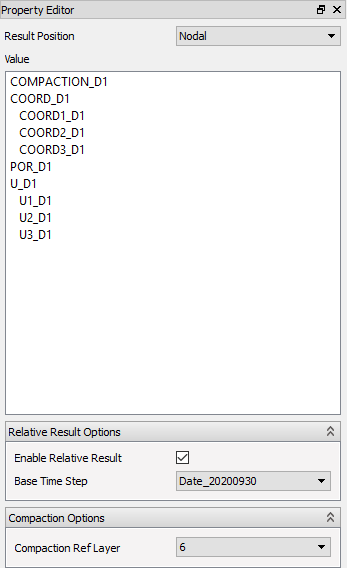 Property Editor
Result Position Nodal
Value
COMPACTION_D1
COORD_D1
COORD1_D1
COORD2_D1
COORD3_D1
POR_D1
U_D1
U1_D1
U2_D1
U3_D1
Relative Result Options
Enable Relative Result
Base Time Step Date_20200930
Compaction Options
Compaction Ref Layer 6